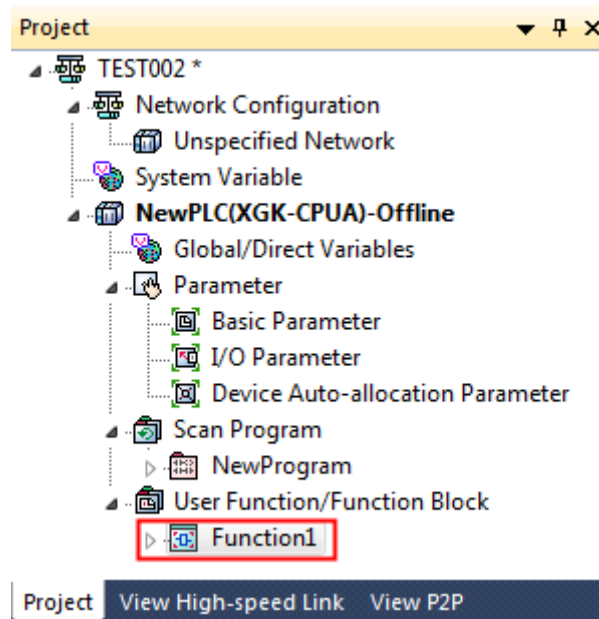 Project
TEST002 *
Network Configuration
Unspecified Network
System Variable
NewPLC(XGK-CPUA)-Offline
Global/Direct Variables
Parameter
Basic Parameter
I/O Parameter
Device Auto-allocation Parameter
Scan Program
NewProgram
User Function/Function Block
Function1
Project View High-speed Link View P2P